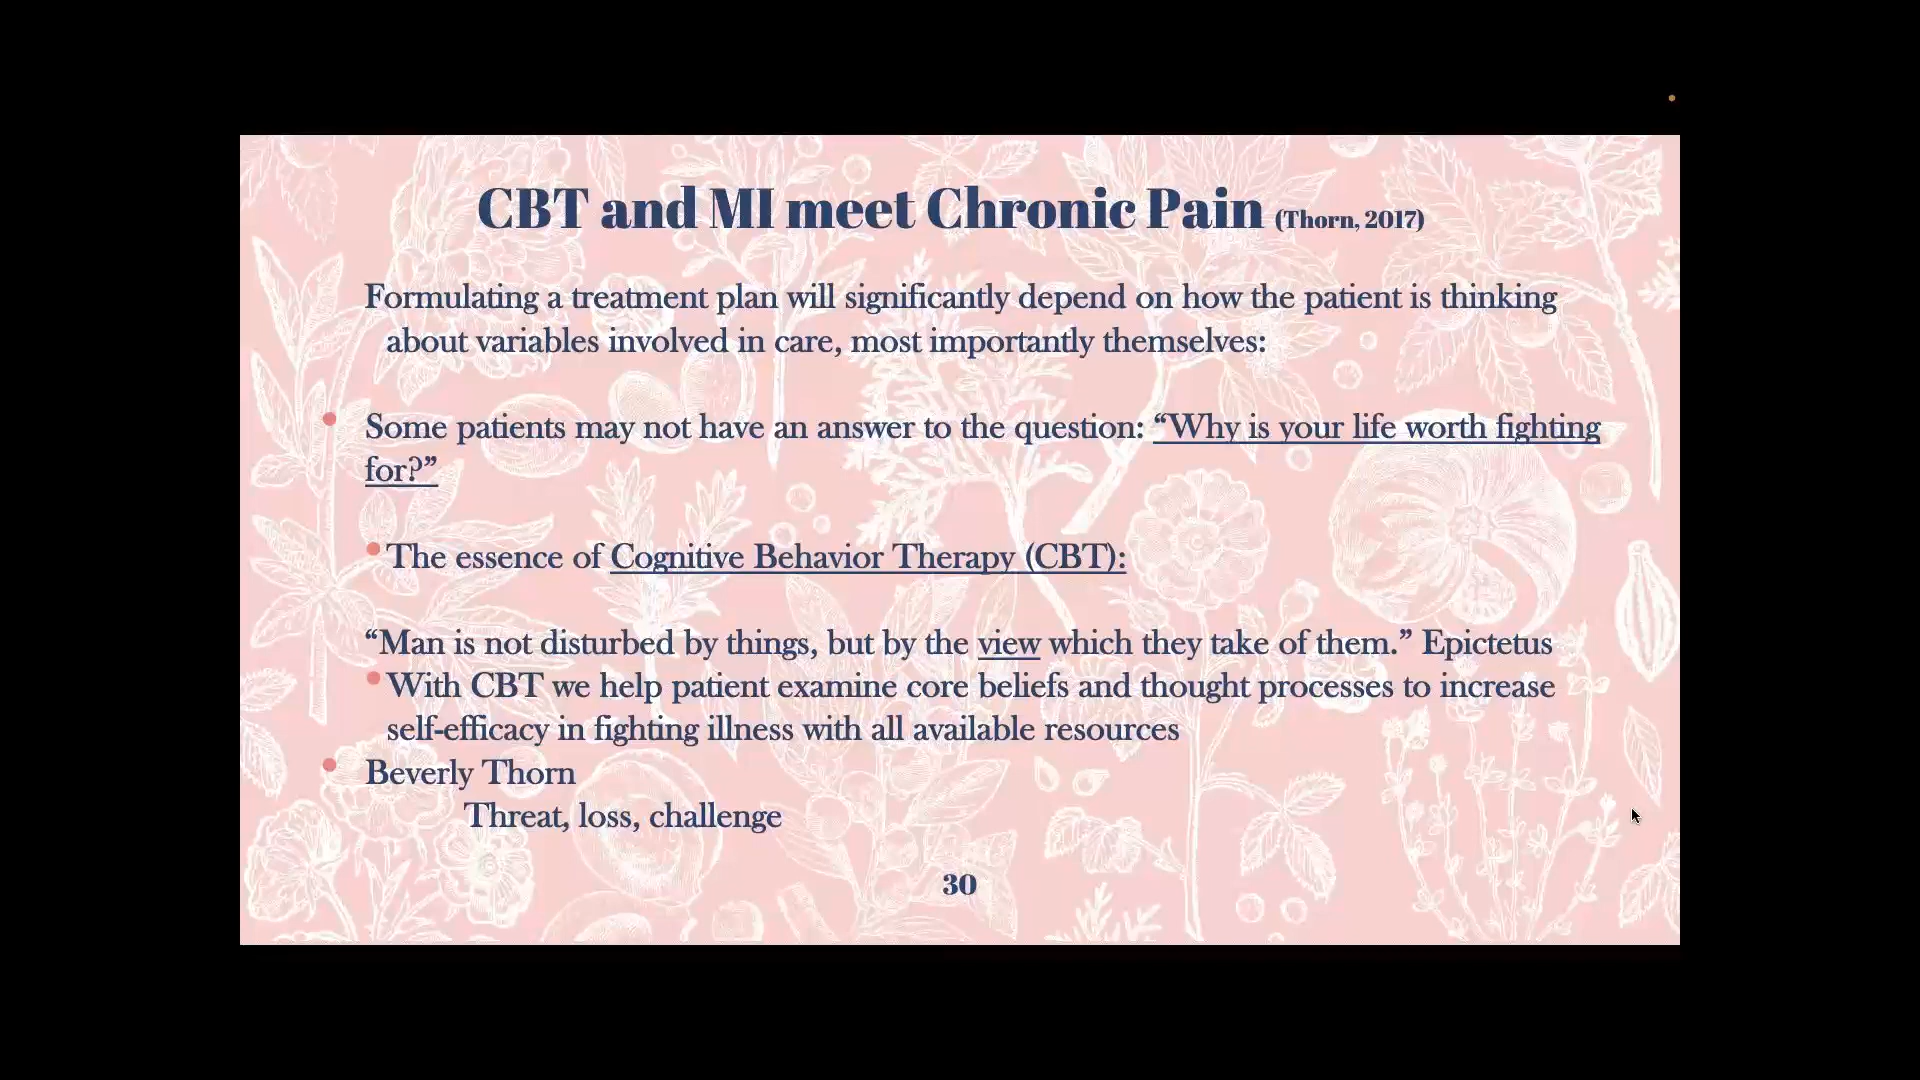 CBT and MI meet Chronic Pain (Thorn, 2017)
Formulating a treatment plan will significantly depend on how the patient is thinking
about variables involved in care, most importantly themselves:
Some patients may not have an answer to the question: “Why is your life worth fighting
for?”
The essence of Cognitive Behavior Therapy (CBT):
“Man is not disturbed by things, but by the view which they take of them.” Epictetus
With CBT we help patient examine core beliefs and thought processes to increase
self-efficacy in fighting illness with all available resources
Beverly Thorn
Threat, loss, challenge
30